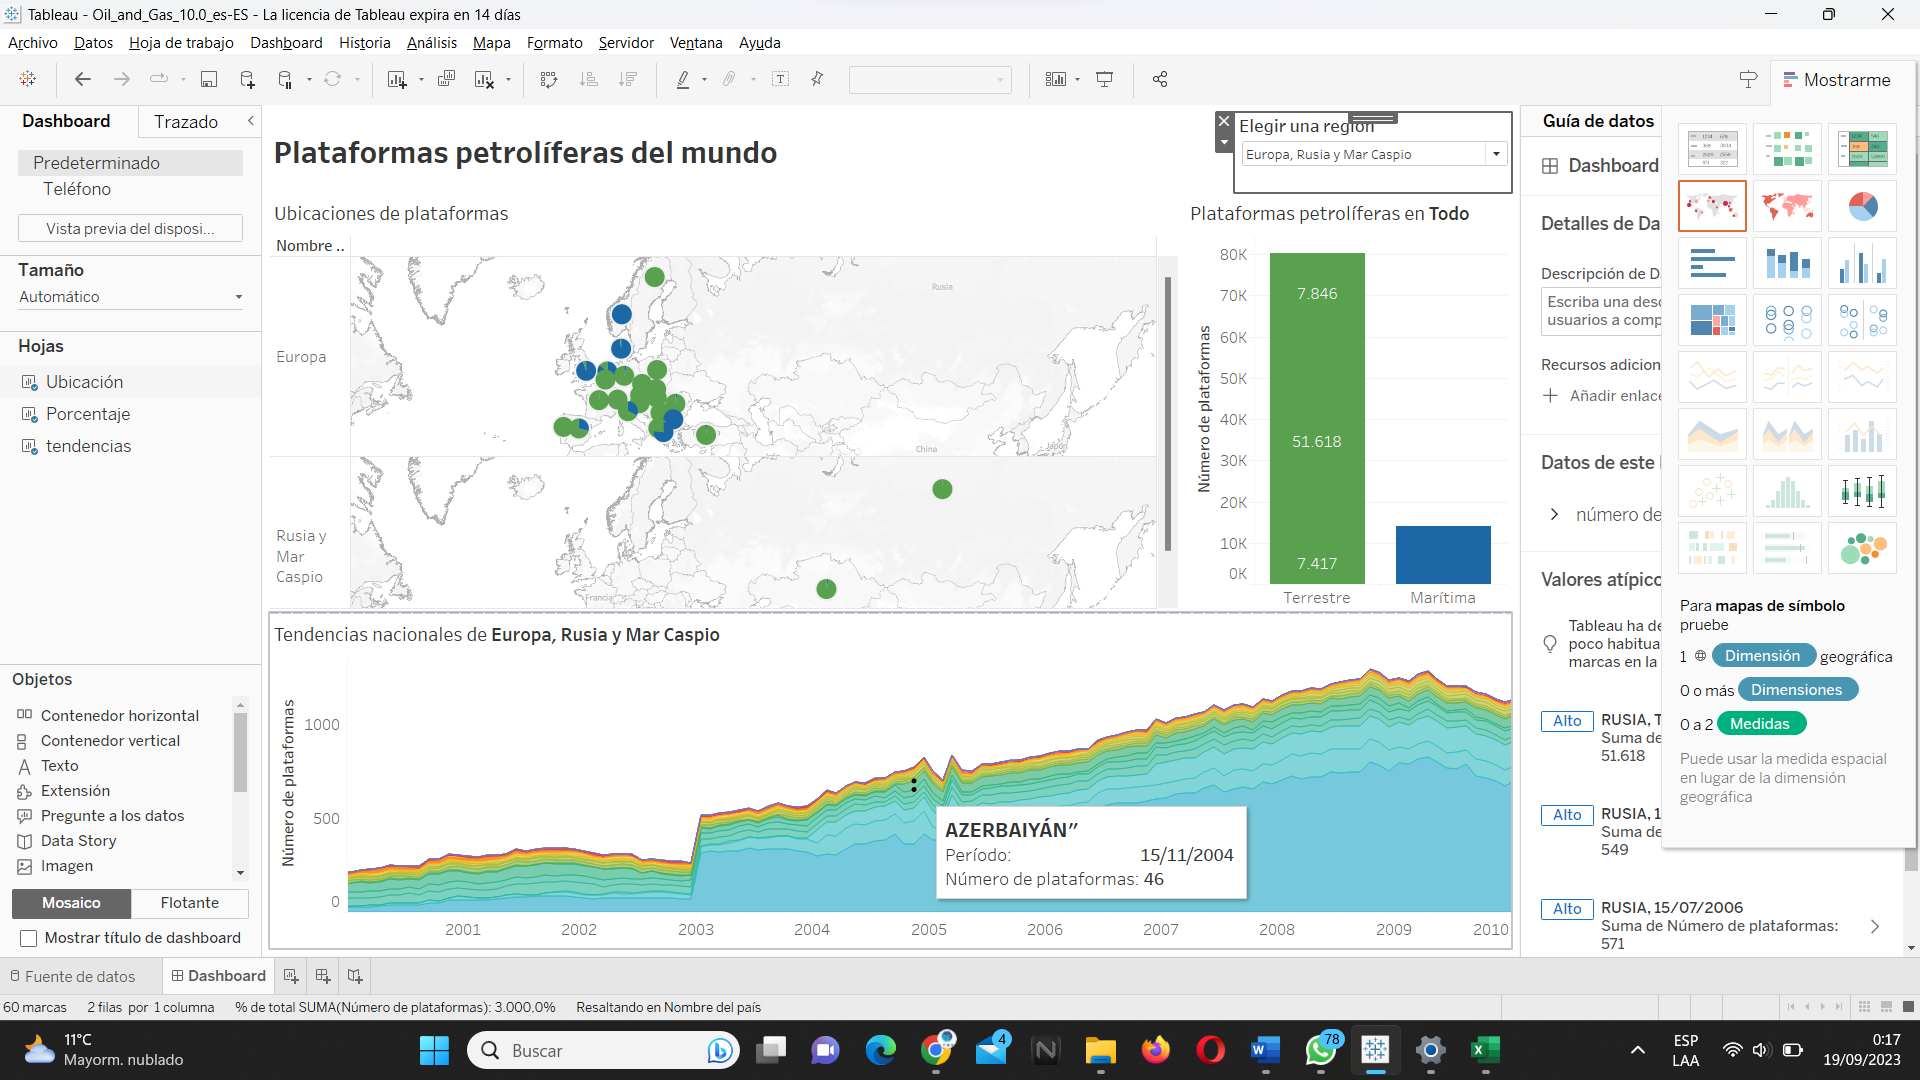 Tableau - Oil_and_Gas_10.0_es-ES - La licencia de Tableau expira en 14 días
Archivo Datos Hoja de trabajo Dashboard Historia Análisis Mapa Formato Servidor Ventana Ayuda
Mostrarme
Dashboard Trazado
Predeterminado
Teléfono
Vista previa del disposi...
Tamaño
Automático
Hojas
Ubicación
Porcentaje
tendencias
Objetos
Contenedor horizontal
Contenedor vertical
Texto
Extensión
Pregunte a los datos
Data Story
Imagen
Mosaico Flotante
Mostrar título de dashboard
Plataformas petrolíferas del mundo
Elegir una región
Europa, Rusia y Mar Caspio
Ubicaciones de plataformas
Nombre ..
Europa
Rusia
China
Japón
Rusia y
Mar
Caspio
Francia
Plataformas petrolíferas en Todo
Número de plataformas
80K
70K
60K
50K
40K
30K
20K
10K
0K
7.846
51.618
7.417
Terrestre Marítima
Tendencias nacionales de Europa, Rusia y Mar Caspio
Número de plataformas
1000
500
0
AZERBAIYÁN”
Período: 15/11/2004
Número de plataformas: 46
2001 2002 2003 2004 2005 2006 2007 2008 2009 2010
Guía de datos
Dashboard
Detalles de Da
Descripción de D
Escriba una desc
usuarios a comp
Recursos adicion
Añadir enlace
Datos de este
número de
Valores atípico
Tableau ha de
poco habitua
marcas en la
Alto RUSIA, T
Suma de
51.618
Alto RUSIA, 1
Suma de
549
Alto RUSIA, 15/07/2006
Suma de Número de plataformas:
571
1234 678
Para mapas de símbolo
pruebe
1 Dimensión geográfica
0 o más Dimensiones
0 a 2 Medidas
Puede usar la medida espacial
en lugar de la dimensión
geográfica
Fuente de datos Dashboard
60 marcas 2 filas por 1 columna % de total SUMA(Número de plataformas): 3.000,0% Resaltando en Nombre del país
11°C
Mayorm. nublado
Buscar
4
78
ESP
LAA
0:17
19/09/2023